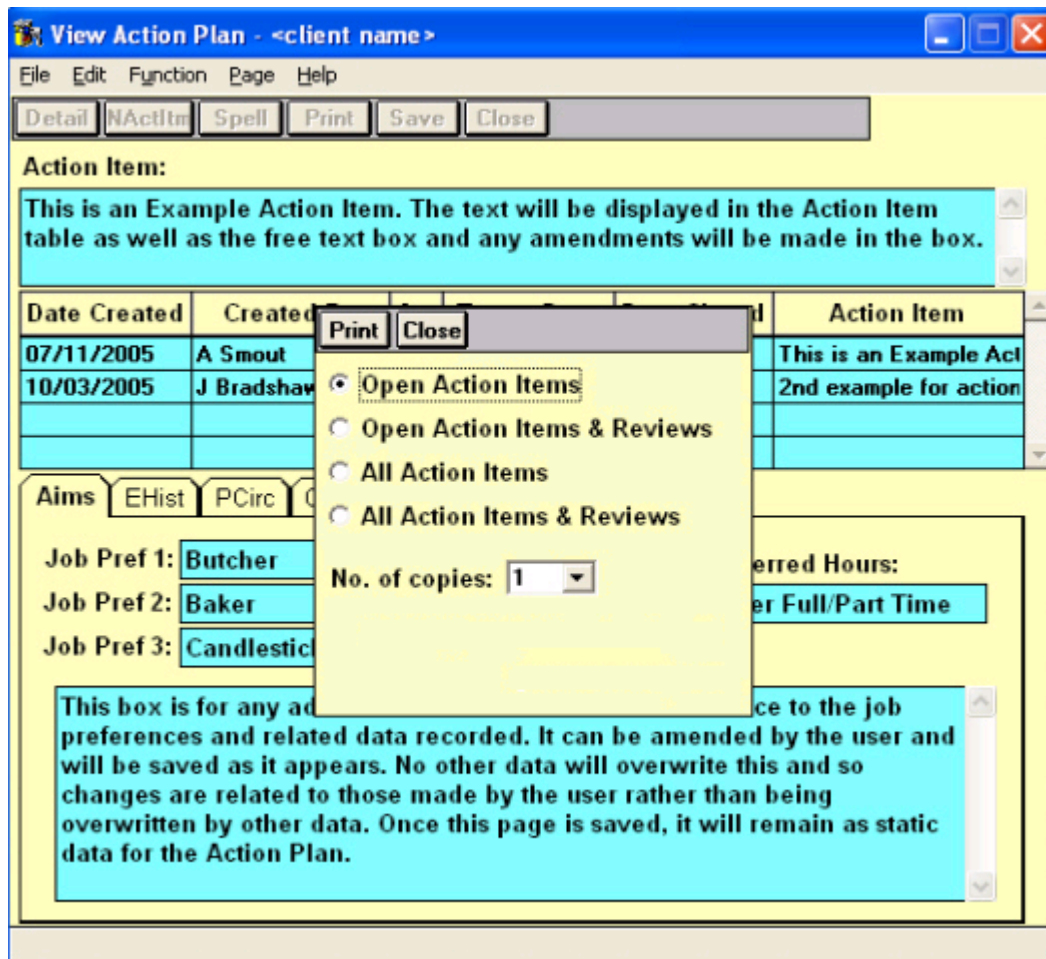 View Action Plan - <client name>
File Edit Function Page Help
Detail NActItm Spell Print Save Close
Action Item:
This is an Example Action Item. The text will be displayed in the Action Item
table as well as the free text box and any amendments will be made in the box.
Date Created Created Action Item
07/11/2005 A Smout This is an Example Act
10/03/2005 J Bradshaw 2nd example for action
Print Close
Open Action Items
Open Action Items & Reviews
All Action Items
All Action Items & Reviews
No. of copies: 1
Aims EHist PCirc
Job Pref 1: Butcher erred Hours:
Job Pref 2: Baker er Full/Part Time
Job Pref 3: Candlestic
This box is for any ad ce to the job
preferences and related data recorded. It can be amended by the user and
will be saved as it appears. No other data will overwrite this and so
changes are related to those made by the user rather than being
overwritten by other data. Once this page is saved, it will remain as static
data for the Action Plan.